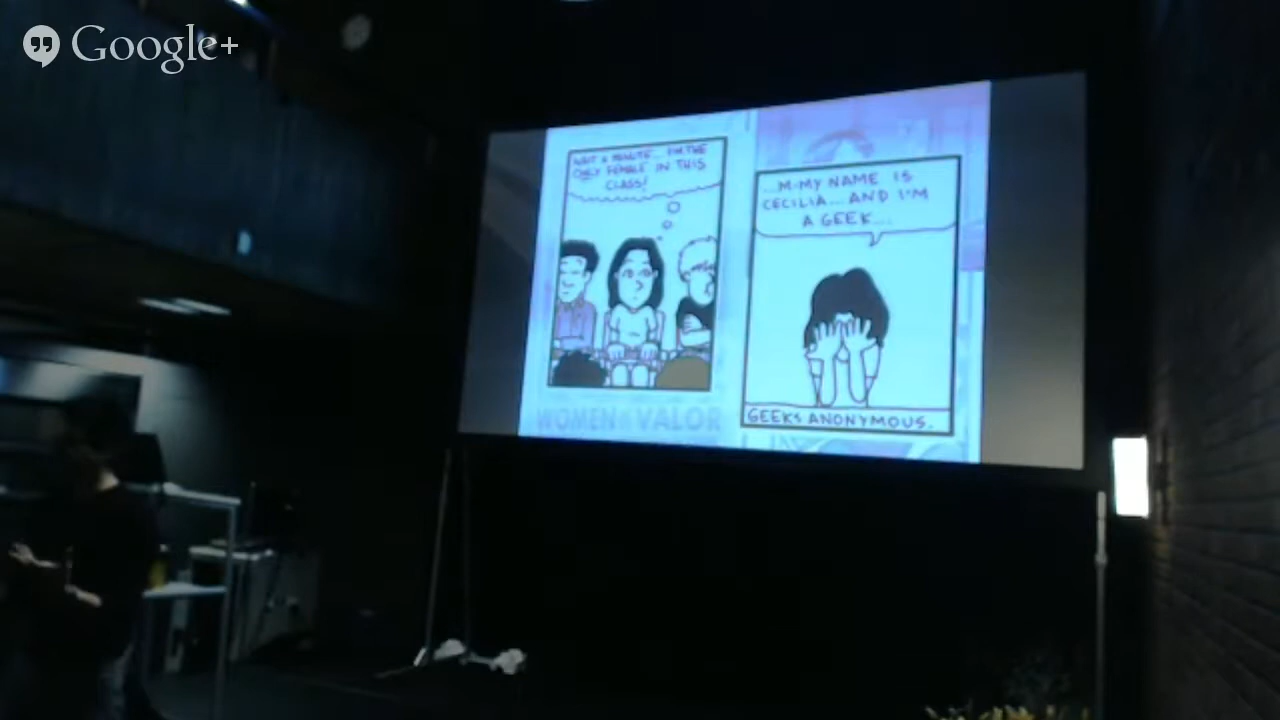 Google+
WAIT A MINUTE... I'M THE
ONLY FEMALE IN THIS
CLASS!
...M-MY NAME IS
CECILIA... AND I'M
A GEEK...
GEEKS ANONYMOUS.
WOMEN of VALOR